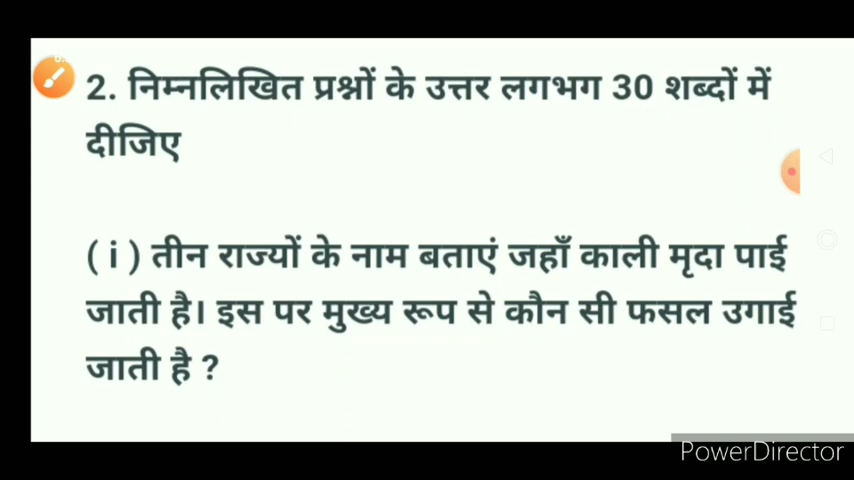 2. निम्नलिखित प्रश्नों के उत्तर लगभग 30 शब्दों में
दीजिए
( i ) तीन राज्यों के नाम बताएं जहाँ काली मृदा पाई
जाती है। इस पर मुख्य रूप से कौन सी फसल उगाई
जाती है ?
PowerDirector